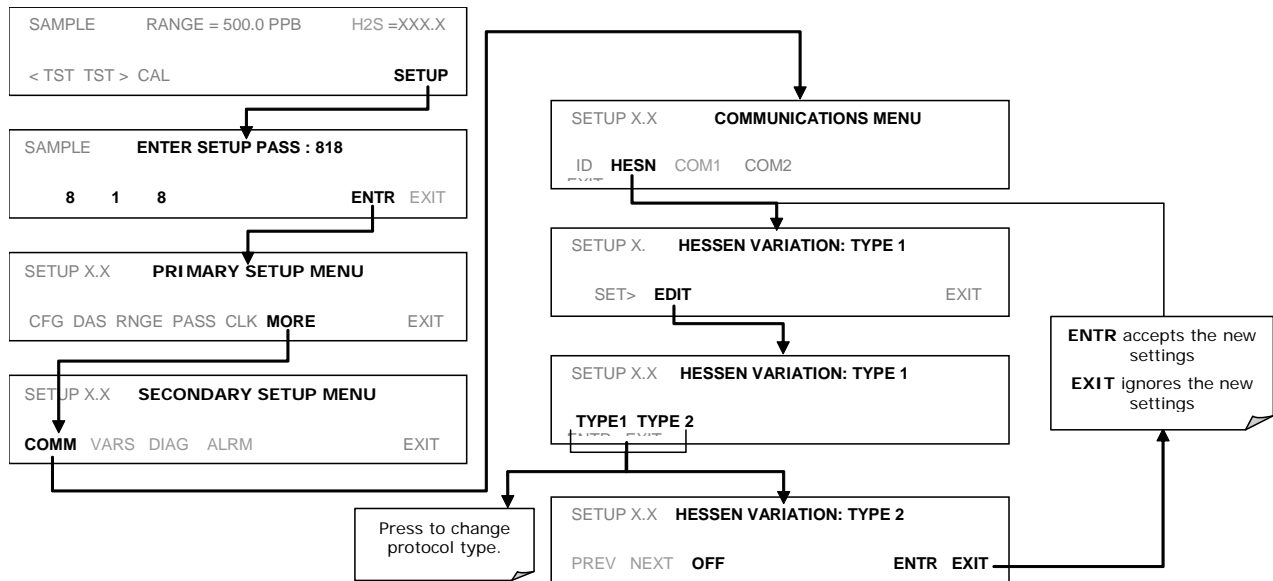 SAMPLE RANGE = 500.0 PPB H2S =XXX.X
< TST TST > CAL SETUP
SAMPLE ENTER SETUP PASS : 818
8 1 8 ENTR EXIT
SETUP X.X PRIMARY SETUP MENU
CFG DAS RNGE PASS CLK MORE EXIT
SETUP X.X SECONDARY SETUP MENU
COMM VARS DIAG ALRM EXIT
SETUP X.X COMMUNICATIONS MENU
ID HESN COM1 COM2
EXIT
SETUP X. HESSEN VARIATION: TYPE 1
SET> EDIT EXIT
SETUP X.X HESSEN VARIATION: TYPE 1
TYPE1 TYPE 2
ENTR EXIT
Press to change
protocol type.
SETUP X.X HESSEN VARIATION: TYPE 2
PREV NEXT OFF ENTR EXIT
ENTR accepts the new
settings
EXIT ignores the new
settings